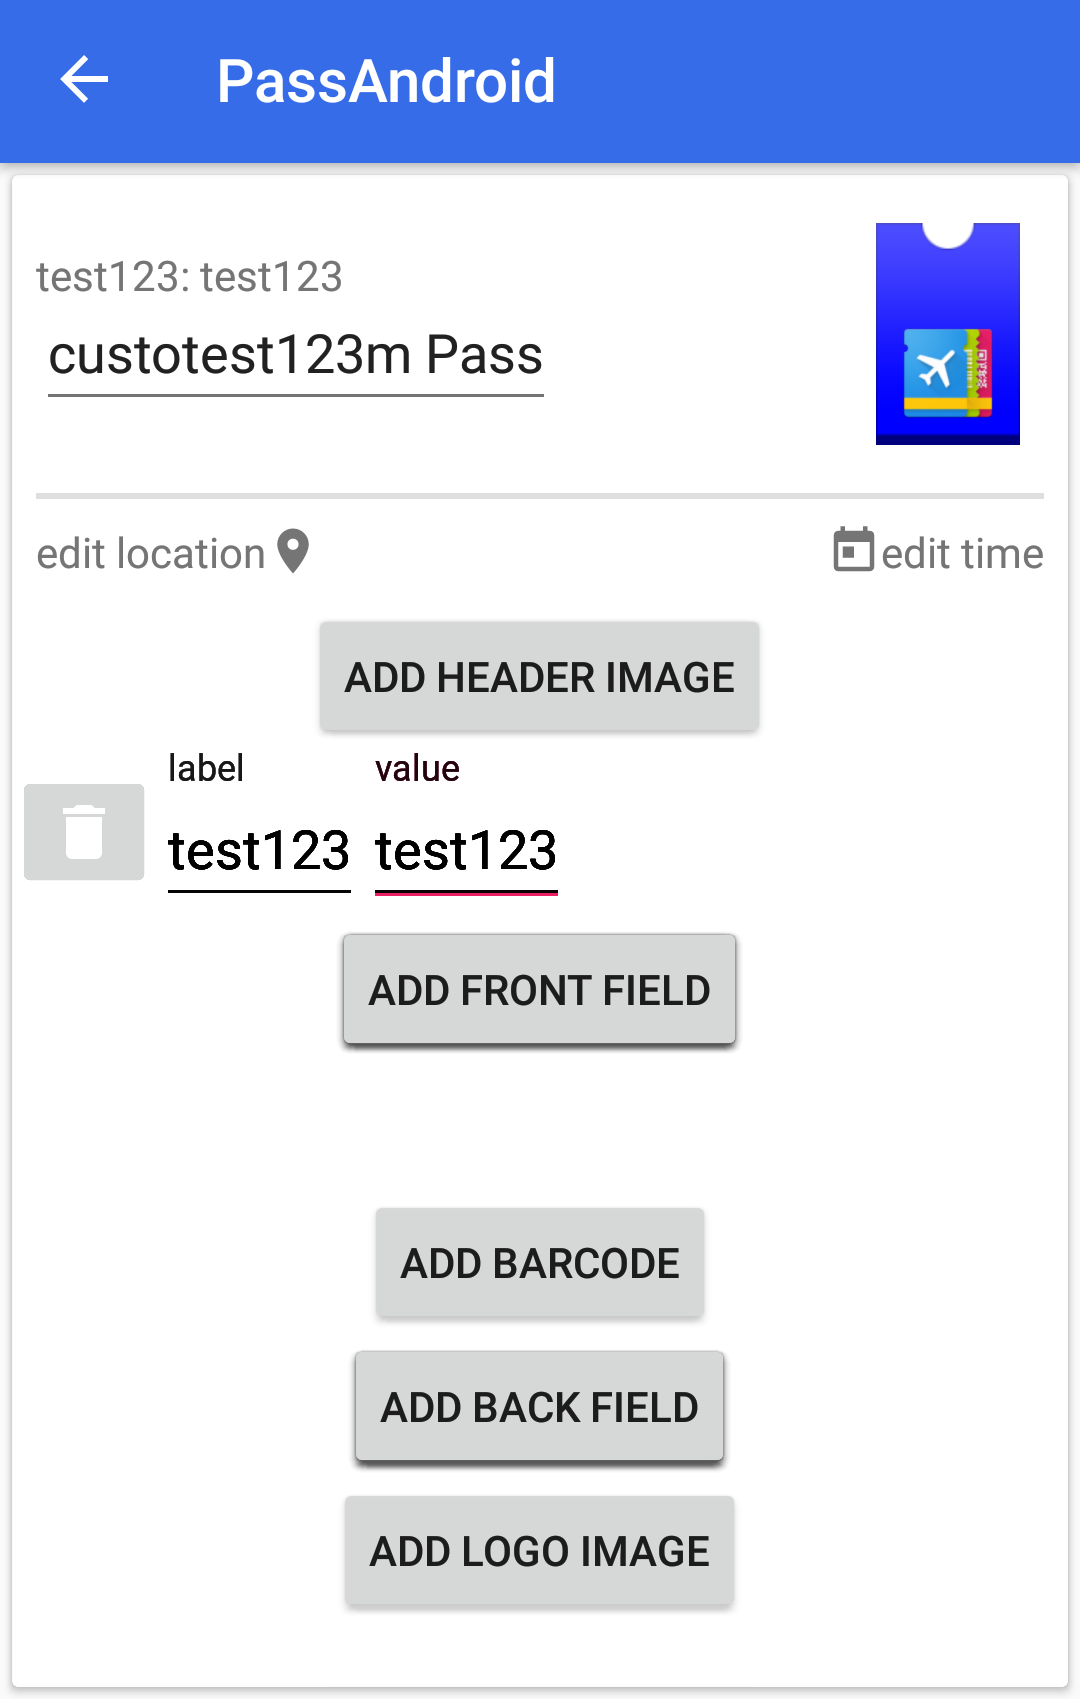 PassAndroid
test123: test123
custotest123m Pass
edit location
edit time
ADD HEADER IMAGE
label value
test123 test123
ADD FRONT FIELD
ADD BARCODE
ADD BACK FIELD
ADD LOGO IMAGE